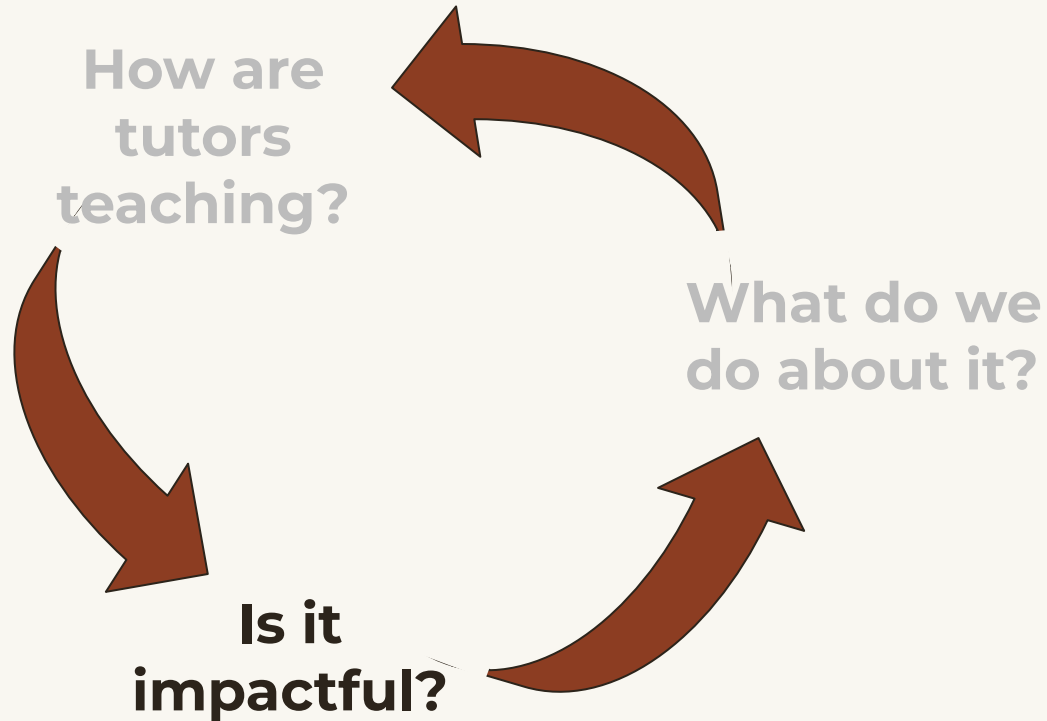 How are
tutors
teaching?
What do we
do about it?
Is it
impactful?